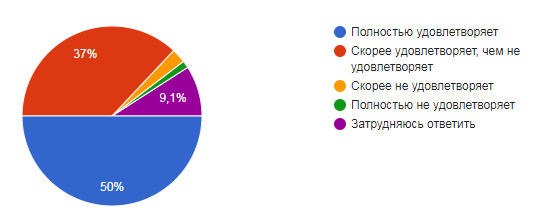 37%
9,1%
50%
Полностью удовлетворяет
Скорее удовлетворяет, чем не
удовлетворяет
Скорее не удовлетворяет
Полностью не удовлетворяет
Затрудняюсь ответить